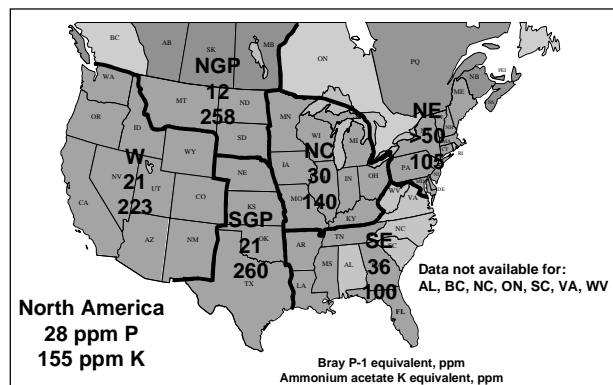 BC
AB
SK
MB
ON
PQ
NB
PEI
NS
WA
MT
ND
MN
ME
NGP
12
258
OR
ID
WY
SD
WI
MI
NE
>50
105
NV
UT
CO
NE
IA
IN
OH
PA
CT
RI
DE
W
21
223
NC
30
140
CA
KS
MO
KY
WV
VA
AZ
NM
OK
AR
TN
NC
SC
SGP
21
260
SE
36
100
TX
LA
MS
AL
FL
Data not available for:
AL, BC, NC, ON, SC, VA, WV
North America
28 ppm P
155 ppm K
Bray P-1 equivalent, ppm
Ammonium acetate K equivalent, ppm